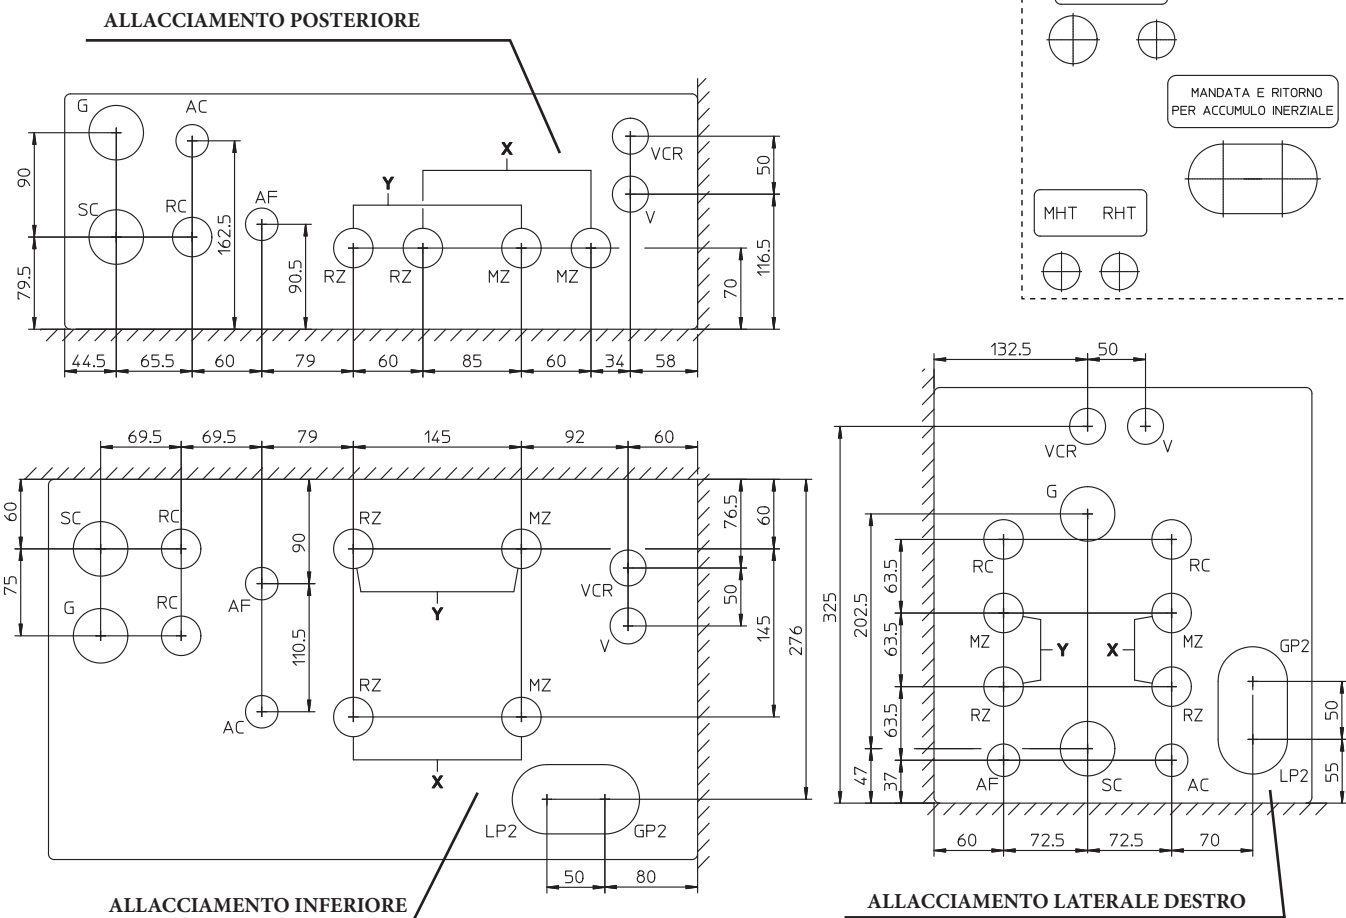 ALLACCIAMENTO POSTERIORE
G
AC
VCR
X
Y
SC
RC
AF
V
RZ
RZ
MZ
MZ
90
79.5
162.5
90.5
70
50
116.5
44.5
65.5
60
79
60
85
60
34
58
MANDATA E RITORNO
PER ACCUMULO INERZIALE
MHT RHT
69.5
69.5
79
145
92
60
60
75
SC
RC
G
RC
90
AF
110.5
AC
RZ
MZ
Y
RZ
MZ
X
VCR
V
76.5
50
60
145
276
LP2
GP2
50
80
ALLACCIAMENTO INFERIORE
132.5
50
VCR
V
G
RC
RC
MZ
MZ
Y
X
RZ
RZ
AF
SC
AC
GP2
LP2
325
202.5
47
63.5
63.5
63.5
37
50
55
60
72.5
72.5
70
ALLACCIAMENTO LATERALE DESTRO